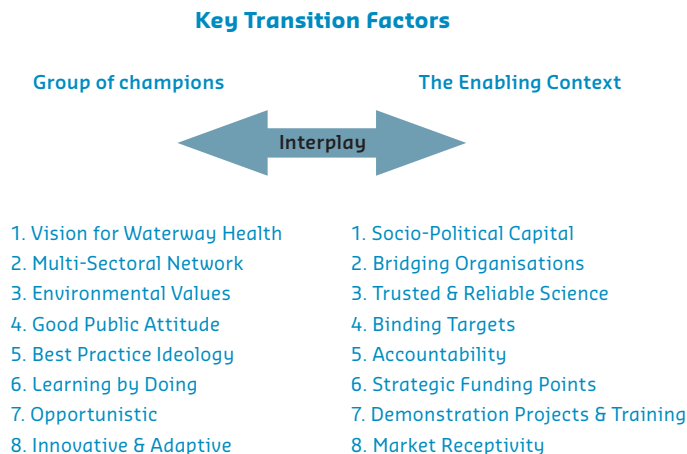 Key Transition Factors
Group of champions
The Enabling Context
Interplay
1. Vision for Waterway Health
2. Multi-Sectoral Network
3. Environmental Values
4. Good Public Attitude
5. Best Practice Ideology
6. Learning by Doing
7. Opportunistic
8. Innovative & Adaptive
1. Socio-Political Capital
2. Bridging Organisations
3. Trusted & Reliable Science
4. Binding Targets
5. Accountability
6. Strategic Funding Points
7. Demonstration Projects & Training
8. Market Receptivity